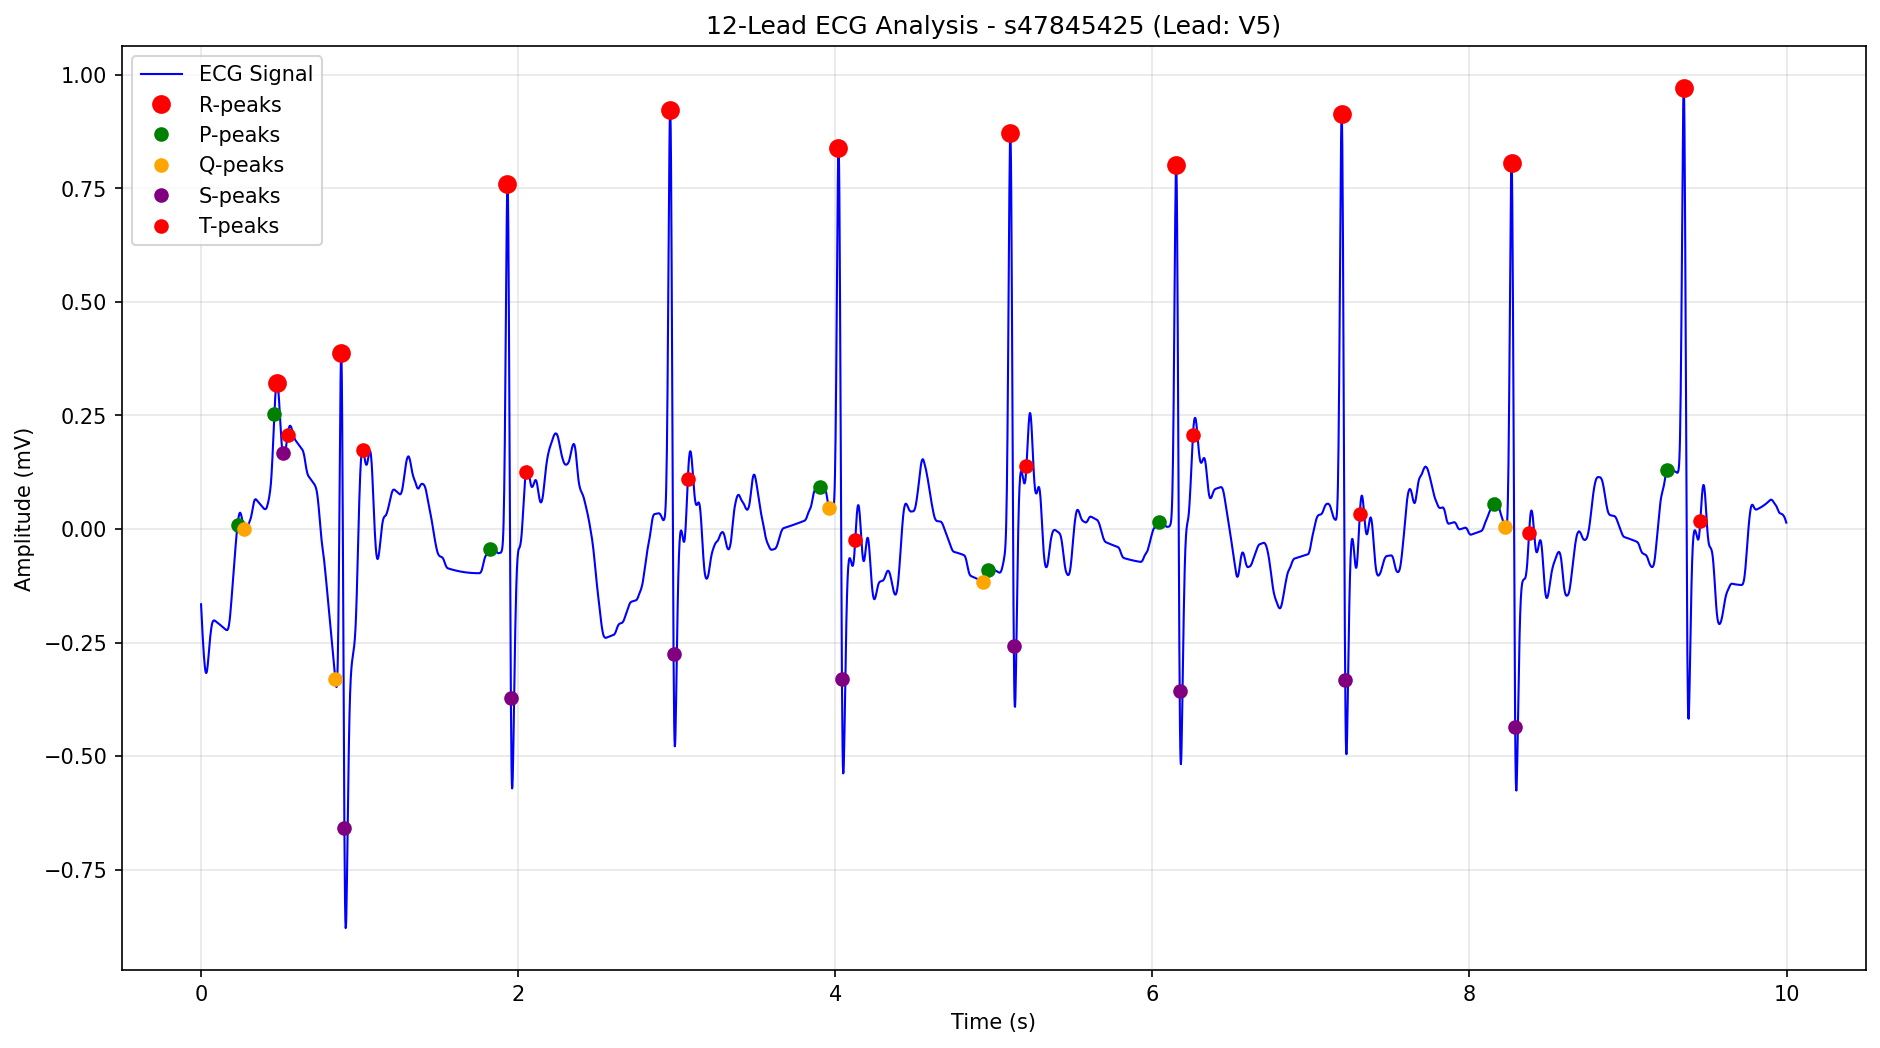 12-Lead ECG Analysis - s47845425 (Lead: V5)
ECG Signal
R-peaks
P-peaks
Q-peaks
S-peaks
T-peaks
Amplitude (mV)
1.00
0.75
0.50
0.25
0.00
−0.25
−0.50
−0.75
0 2 4 6 8 10
Time (s)